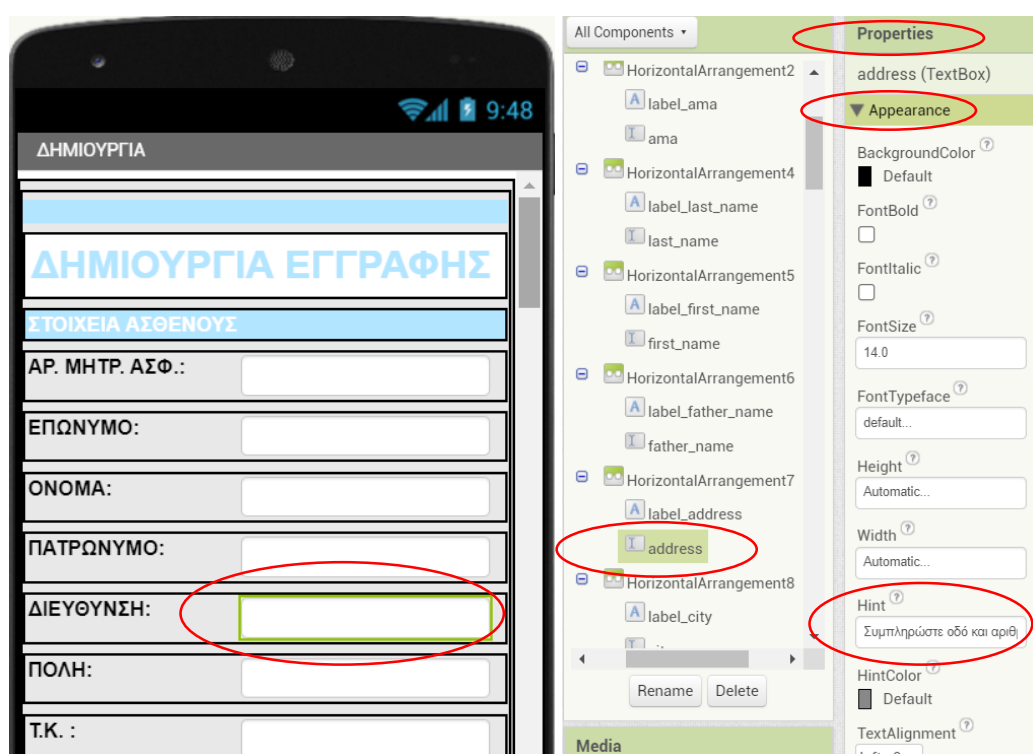 9:48
ΔΗΜΙΟΥΡΓΙΑ
ΔΗΜΙΟΥΡΓΙΑ ΕΓΓΡΑΦΗΣ
ΣΤΟΙΧΕΙΑ ΑΣΘΕΝΟΥΣ
ΑΡ. ΜΗΤΡ. ΑΣΦ.:
ΕΠΩΝΥΜΟ:
ΟΝΟΜΑ:
ΠΑΤΡΩΝΥΜΟ:
ΔΙΕΥΘΥΝΣΗ:
ΠΟΛΗ:
Τ.Κ. :
All Components
HorizontalArrangement2
label_ama
ama
HorizontalArrangement4
label_last_name
last_name
HorizontalArrangement5
label_first_name
first_name
HorizontalArrangement6
label_father_name
father_name
HorizontalArrangement7
label_address
address
HorizontalArrangement8
label_city
Rename Delete
Media
Properties
address (TextBox)
Appearance
BackgroundColor ?
Default
FontBold ?
FontItalic ?
FontSize ?
14.0
FontTypeface ?
default...
Height ?
Automatic...
Width ?
Automatic...
Hint ?
Συμπληρώστε οδό και αριθ
HintColor ?
Default
TextAlignment ?